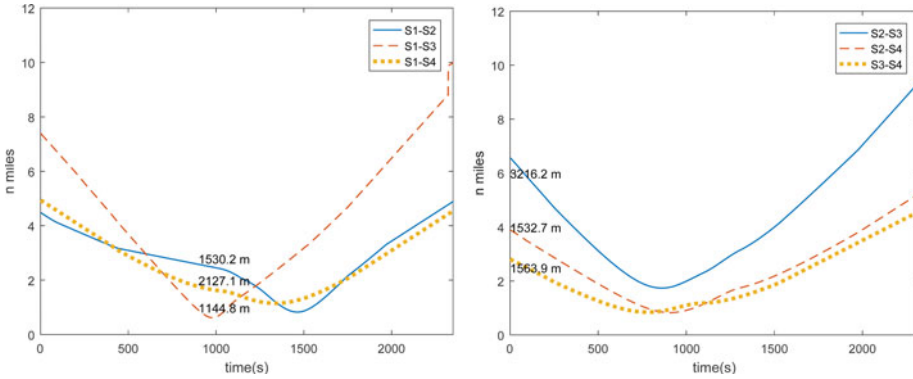 12
10
8
6
4
2
0
n miles
S1-S2
S1-S3
S1-S4
1530.2 m
2127.1 m
1144.8 m
0 500 1000 1500 2000
time(s)
12
10
8
6
4
2
0
n miles
S2-S3
S2-S4
S3-S4
3216.2 m
1532.7 m
1563.9 m
0 500 1000 1500 2000
time(s)